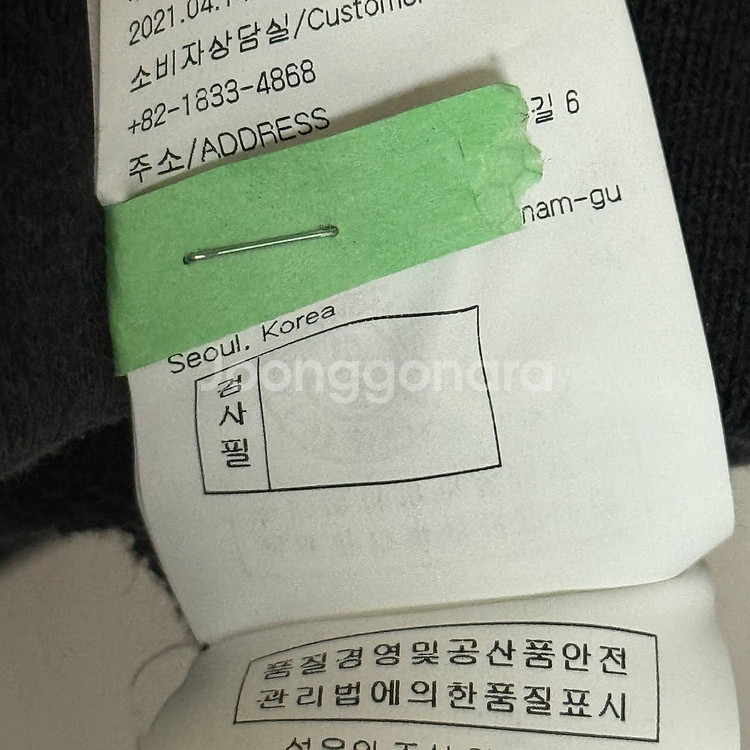 2021.04.
소비자상담실/Customer
+82-1833-4868
주소/ADDRESS
길 6
nam-gu
Seoul. Korea
Joonggonara
검
사
필
품질경영및공산품안전
관리법에의한품질표시